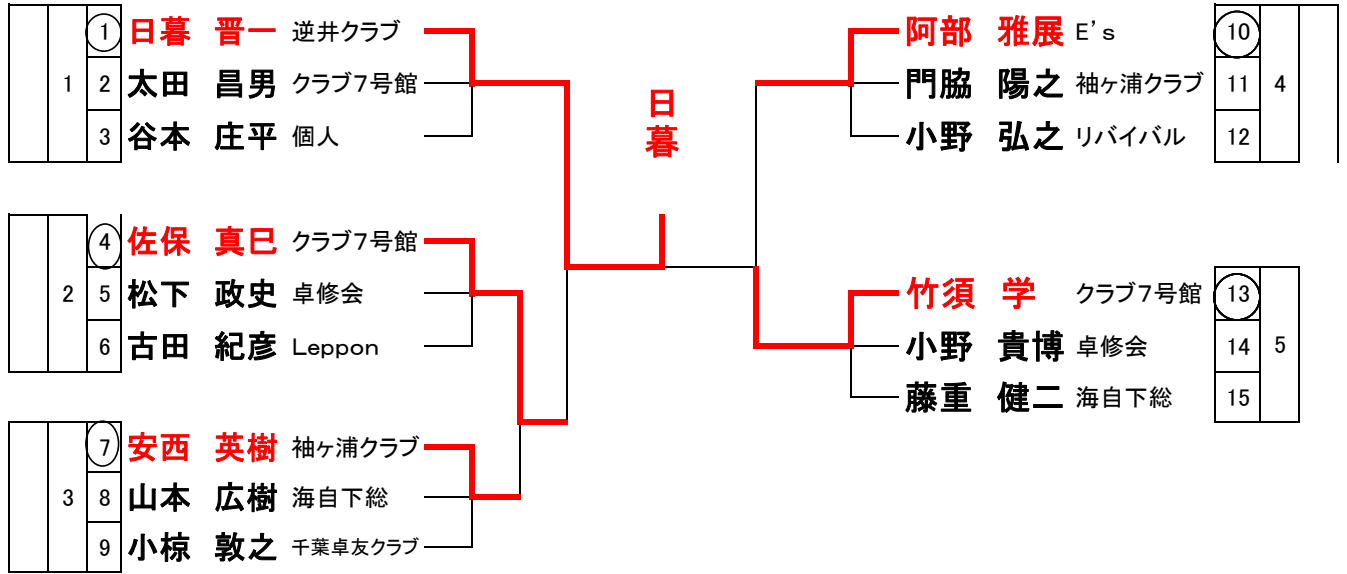 1
① 日暮 晋一 逆井クラブ
2 太田 昌男 クラブ7号館
3 谷本 庄平 個人
2
④ 佐保 真巳 クラブ7号館
5 松下 政史 卓修会
6 古田 紀彦 Leppon
3
⑦ 安西 英樹 袖ヶ浦クラブ
8 山本 広樹 海自下総
9 小椋 敦之 千葉卓友クラブ
日暮
阿部 雅展 E's ⑩
門脇 陽之 袖ヶ浦クラブ 11
小野 弘之 リバイバル 12
4
竹須 学 クラブ7号館 ⑬
小野 貴博 卓修会 14
藤重 健二 海自下総 15
5